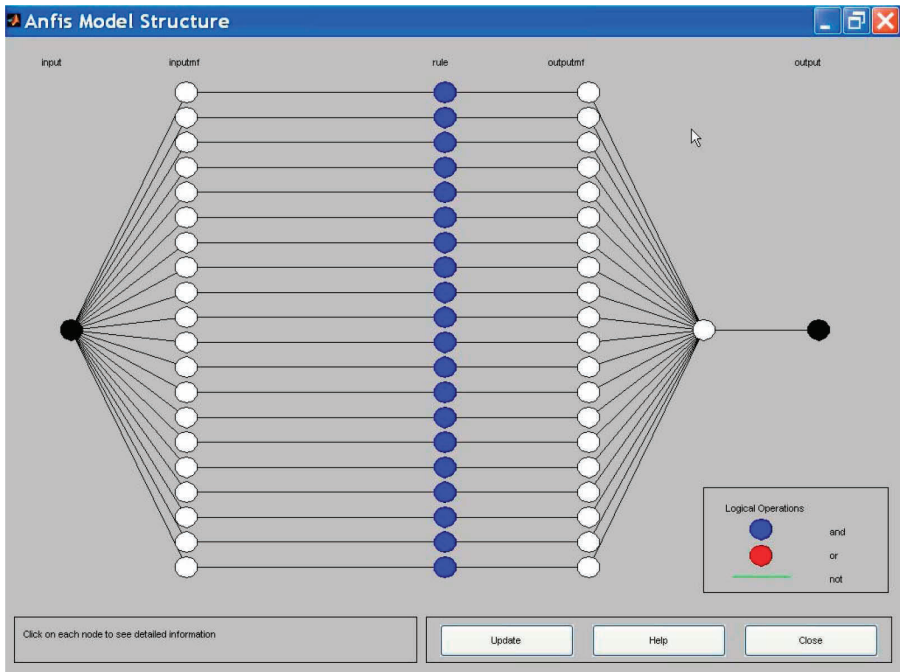 Anfis Model Structure
input inputmf rule outputmf output
Logical Operations
and
or
not
Click on each node to see detailed information
Update Help Close